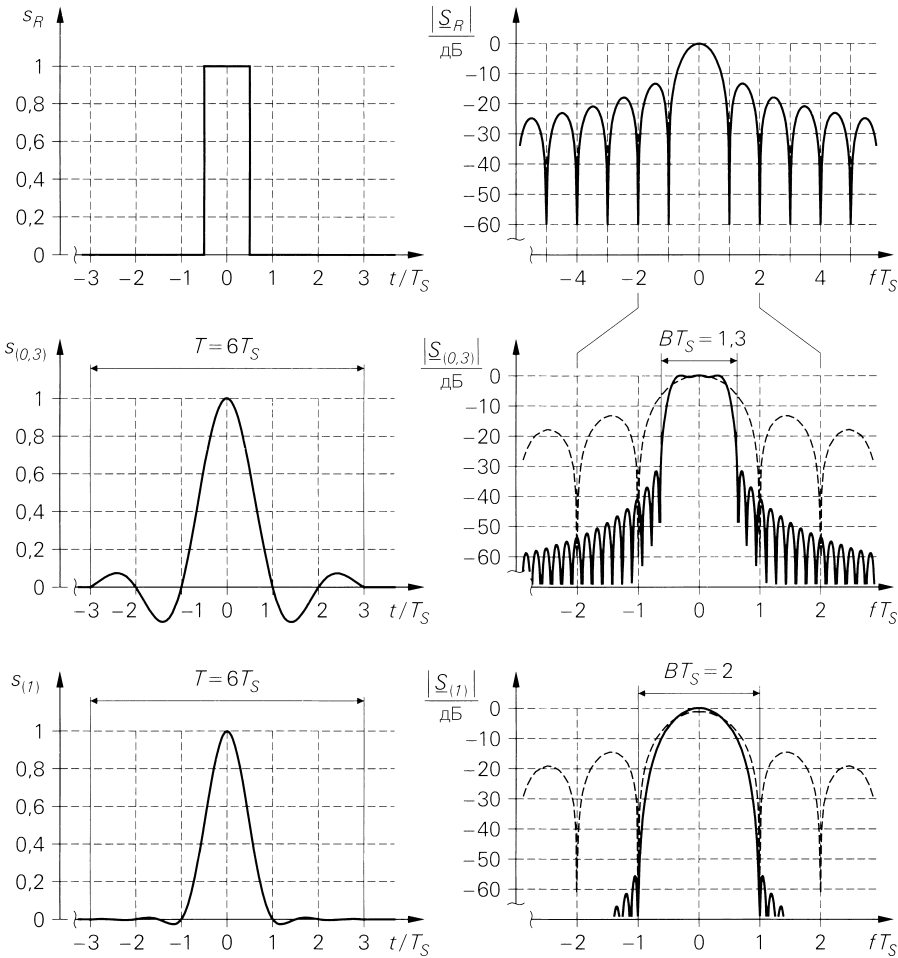 s_R
1
0,8
0,6
0,4
0,2
0
−3 −2 −1 0 1 2 3 t/T_S
|S_R|
дБ
0
−10
−20
−30
−40
−50
−60
−4 −2 0 2 4 fT_S
s_(0,3)
T=6T_S
1
0,8
0,6
0,4
0,2
0
−3 −2 −1 0 1 2 3 t/T_S
|S_(0,3)|
дБ
BT_S=1,3
0
−10
−20
−30
−40
−50
−60
−2 −1 0 1 2 fT_S
s_(1)
T=6T_S
1
0,8
0,6
0,4
0,2
0
−3 −2 −1 0 1 2 3 t/T_S
|S_(1)|
дБ
BT_S=2
0
−10
−20
−30
−40
−50
−60
−2 −1 0 1 2 fT_S